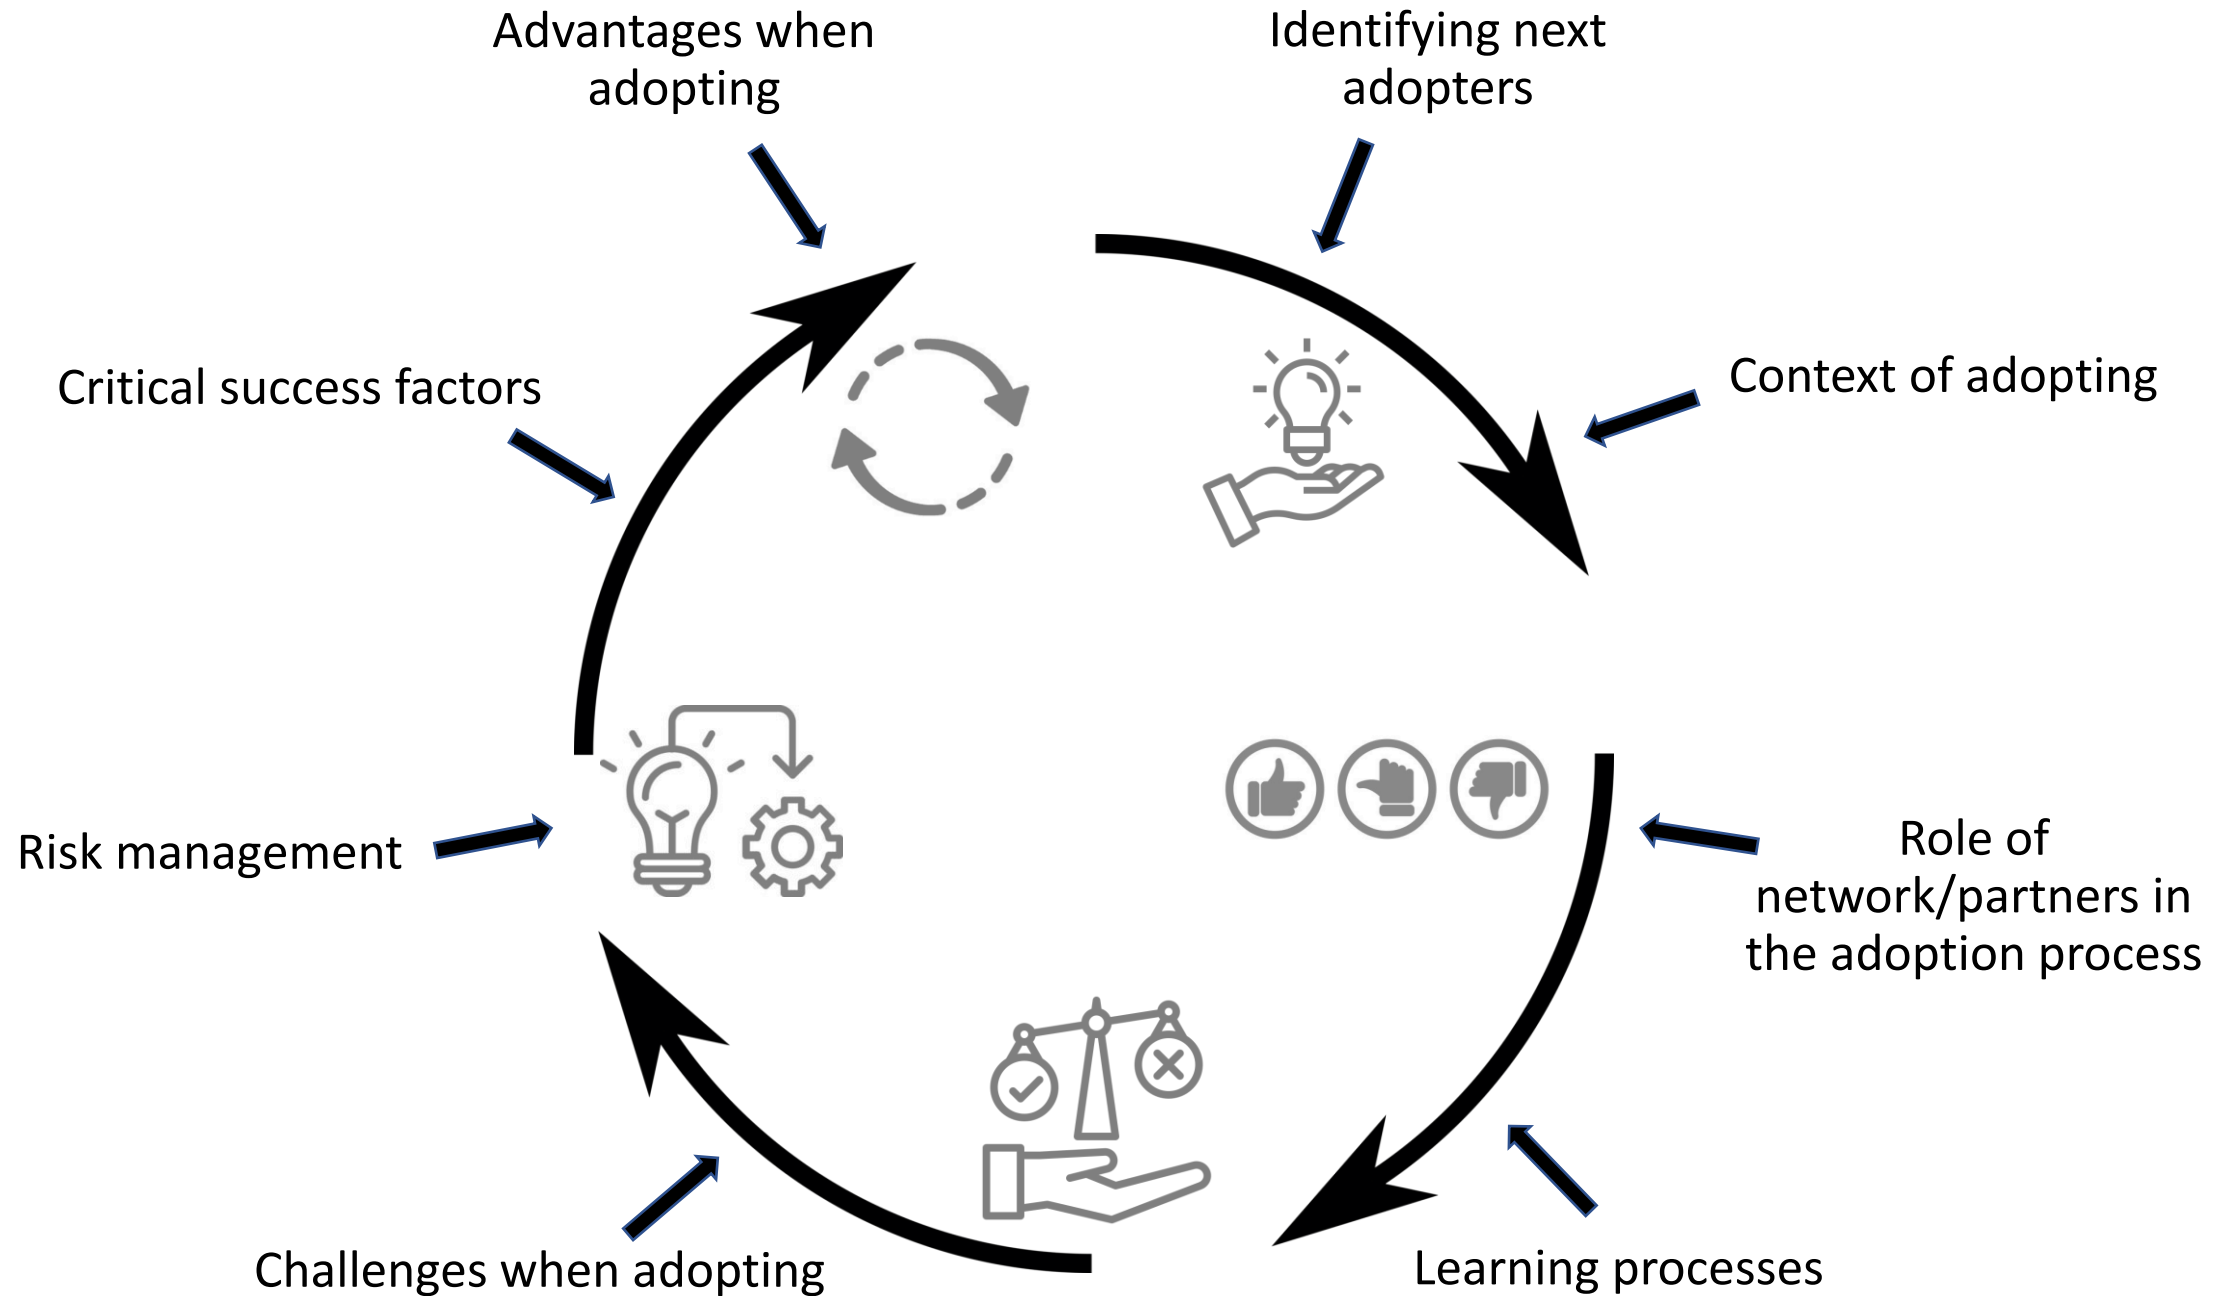 Advantages when
adopting
Identifying next
adopters
Critical success factors
Context of adopting
Risk management
Role of
network/partners in
the adoption process
Challenges when adopting
Learning processes